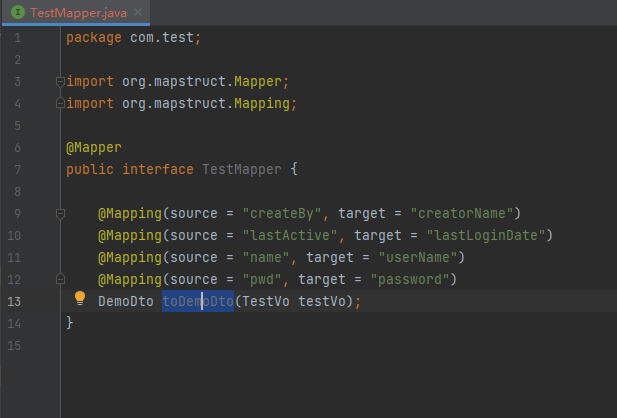 TestMapper.java
1 package com.test;
2
3 import org.mapstruct.Mapper;
4 import org.mapstruct.Mapping;
5
6 @Mapper
7 public interface TestMapper {
8
9 @Mapping(source = "createBy", target = "creatorName")
10 @Mapping(source = "lastActive", target = "lastLoginDate")
11 @Mapping(source = "name", target = "userName")
12 @Mapping(source = "pwd", target = "password")
13 DemoDto toDemoDto(TestVo testVo);
14 }
15